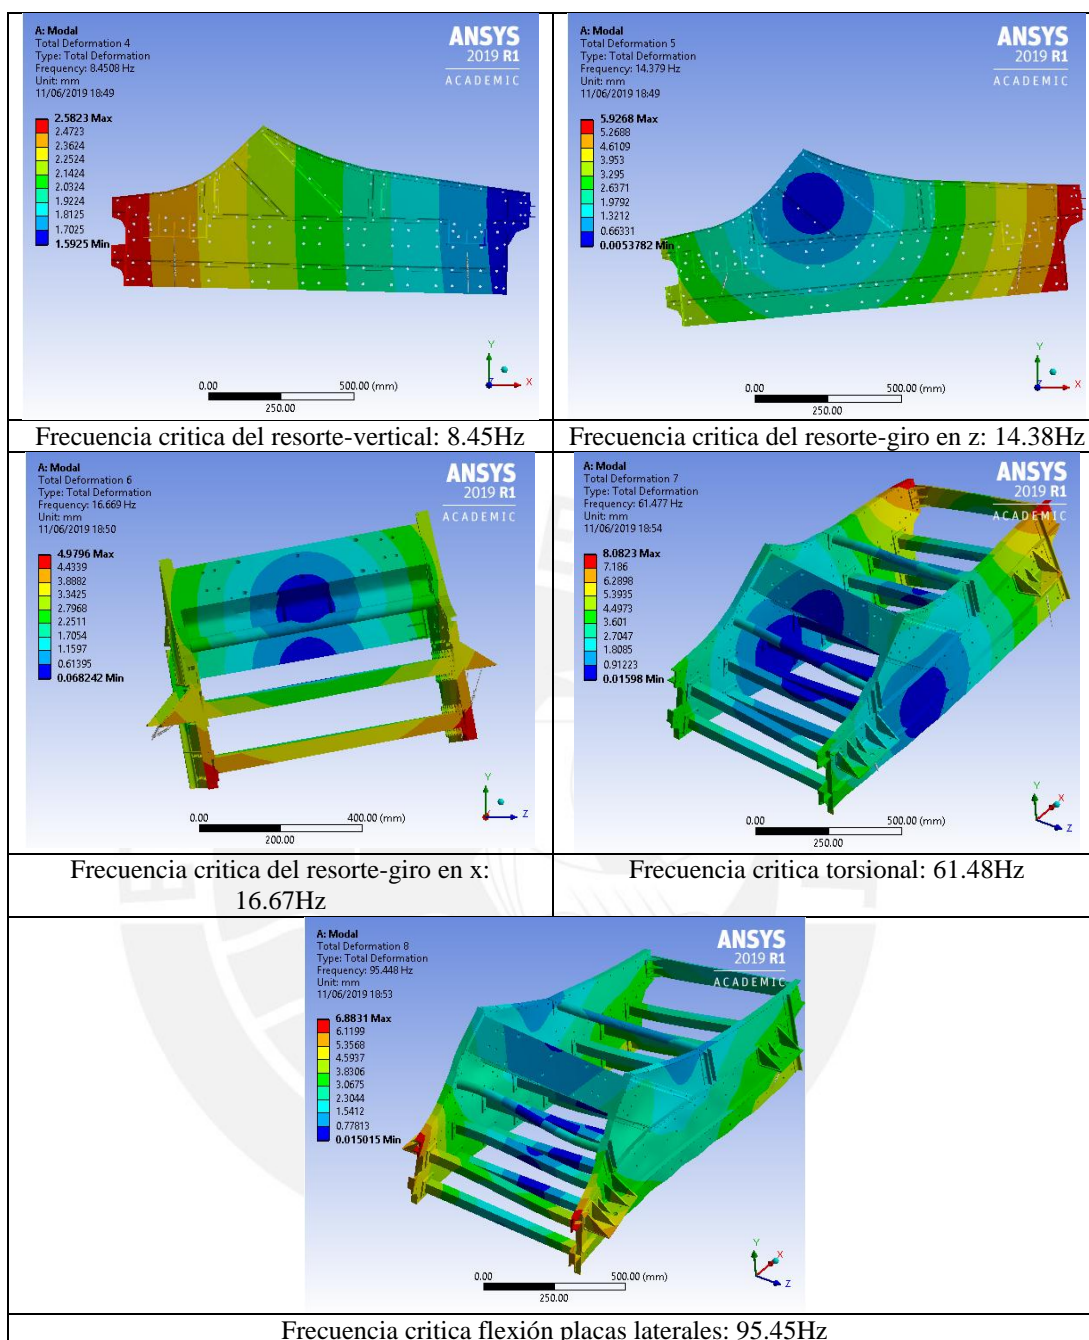 A: Modal
Total Deformation 4
Type: Total Deformation
Frequency: 8.4508 Hz
Unit: mm
11/06/2019 18:49
ANSYS
2019 R1
ACADEMIC
2.5823 Max
2.4723
2.3624
2.2524
2.1424
2.0324
1.9224
1.8125
1.7025
1.5925 Min
Y
X
Z
0.00
500.00 (mm)
250.00
Frecuencia critica del resorte-vertical: 8.45Hz
A: Modal
Total Deformation 5
Type: Total Deformation
Frequency: 14.379 Hz
Unit: mm
11/06/2019 18:49
ANSYS
2019 R1
ACADEMIC
5.9268 Max
5.2688
4.6109
3.953
3.295
2.6371
1.9792
1.3212
0.66331
0.0053782 Min
Y
X
Z
0.00
500.00 (mm)
250.00
Frecuencia critica del resorte-giro en z: 14.38Hz
A: Modal
Total Deformation 6
Type: Total Deformation
Frequency: 16.669 Hz
Unit: mm
11/06/2019 18:50
ANSYS
2019 R1
ACADEMIC
4.9796 Max
4.4339
3.8882
3.3425
2.7968
2.2511
1.7054
1.1597
0.61395
0.068242 Min
Y
Z
0.00
400.00 (mm)
200.00
Frecuencia critica del resorte-giro en x:
16.67Hz
A: Modal
Total Deformation 7
Type: Total Deformation
Frequency: 61.477 Hz
Unit: mm
11/06/2019 18:54
ANSYS
2019 R1
ACADEMIC
8.0823 Max
7.186
6.2898
5.3935
4.4973
3.601
2.7047
1.8085
0.91223
0.01598 Min
Y
X
Z
0.00
500.00 (mm)
250.00
Frecuencia critica torsional: 61.48Hz
A: Modal
Total Deformation 8
Type: Total Deformation
Frequency: 95.448 Hz
Unit: mm
11/06/2019 18:53
ANSYS
2019 R1
ACADEMIC
6.8831 Max
6.1199
5.3568
4.5937
3.8306
3.0675
2.3044
1.5412
0.77813
0.015015 Min
Y
X
Z
0.00
500.00 (mm)
250.00
Frecuencia critica flexión placas laterales: 95.45Hz